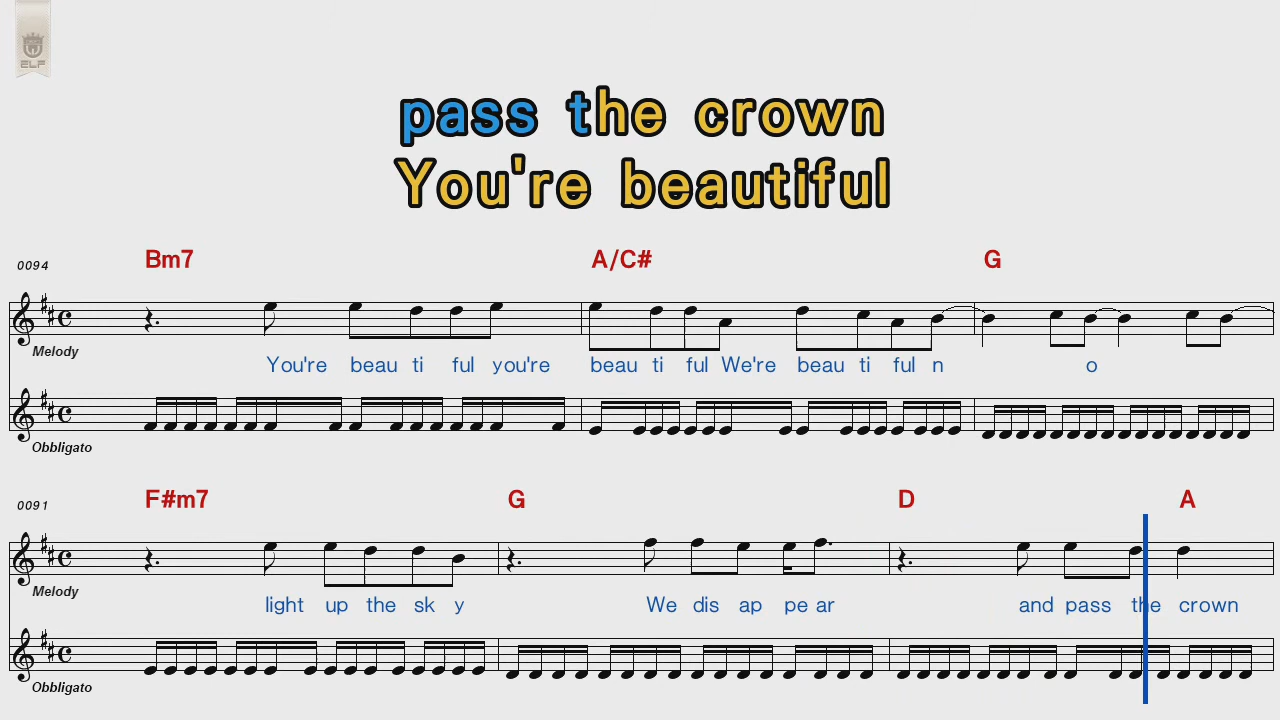 ELF
pass the crown
You're beautiful
0094 Bm7 A/C# G
Melody
You're beau ti ful you're beau ti ful We're beau ti ful n o
Obbligato
0091 F#m7 G D A
Melody
light up the sk y We dis ap pe ar and pass the crown
Obbligato